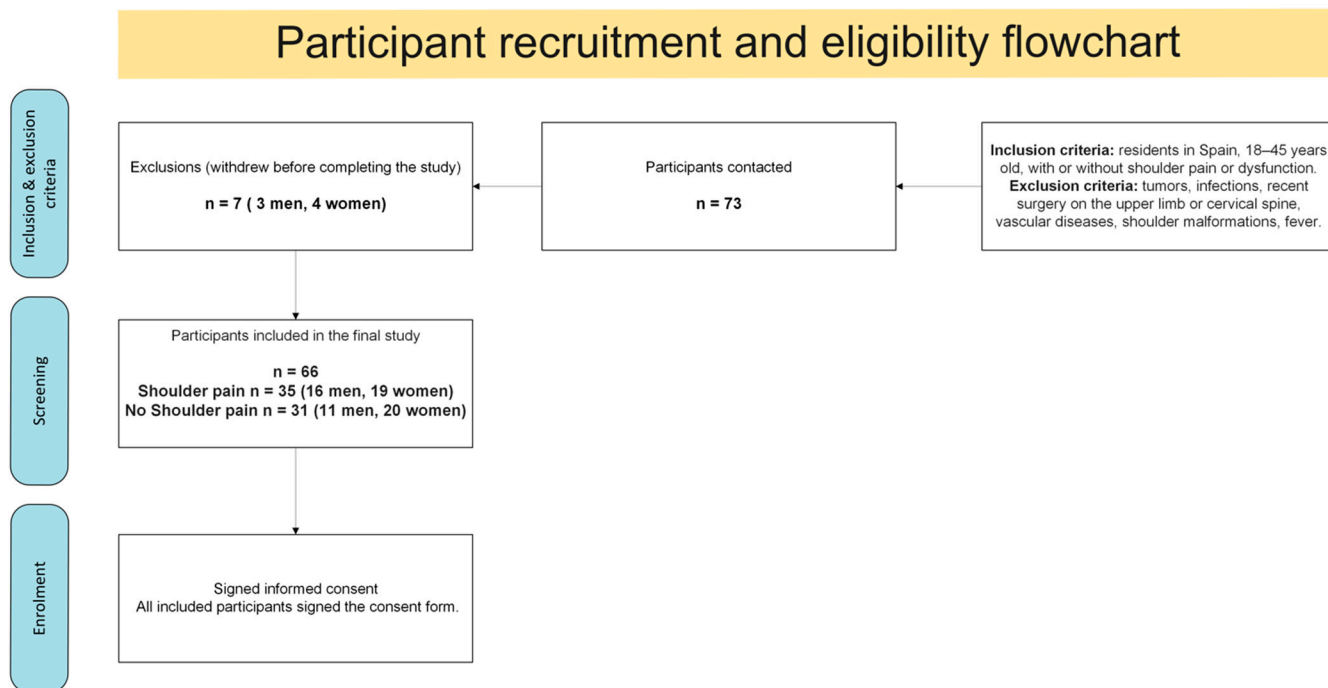 Participant recruitment and eligibility flowchart
Inclusion & exclusion
criteria
Exclusions (withdrew before completing the study)
n = 7 ( 3 men, 4 women)
Participants contacted
n = 73
Inclusion criteria: residents in Spain, 18–45 years
old, with or without shoulder pain or dysfunction.
Exclusion criteria: tumors, infections, recent
surgery on the upper limb or cervical spine,
vascular diseases, shoulder malformations, fever.
Screening
Participants included in the final study
n = 66
Shoulder pain n = 35 (16 men, 19 women)
No Shoulder pain n = 31 (11 men, 20 women)
Enrolment
Signed informed consent
All included participants signed the consent form.